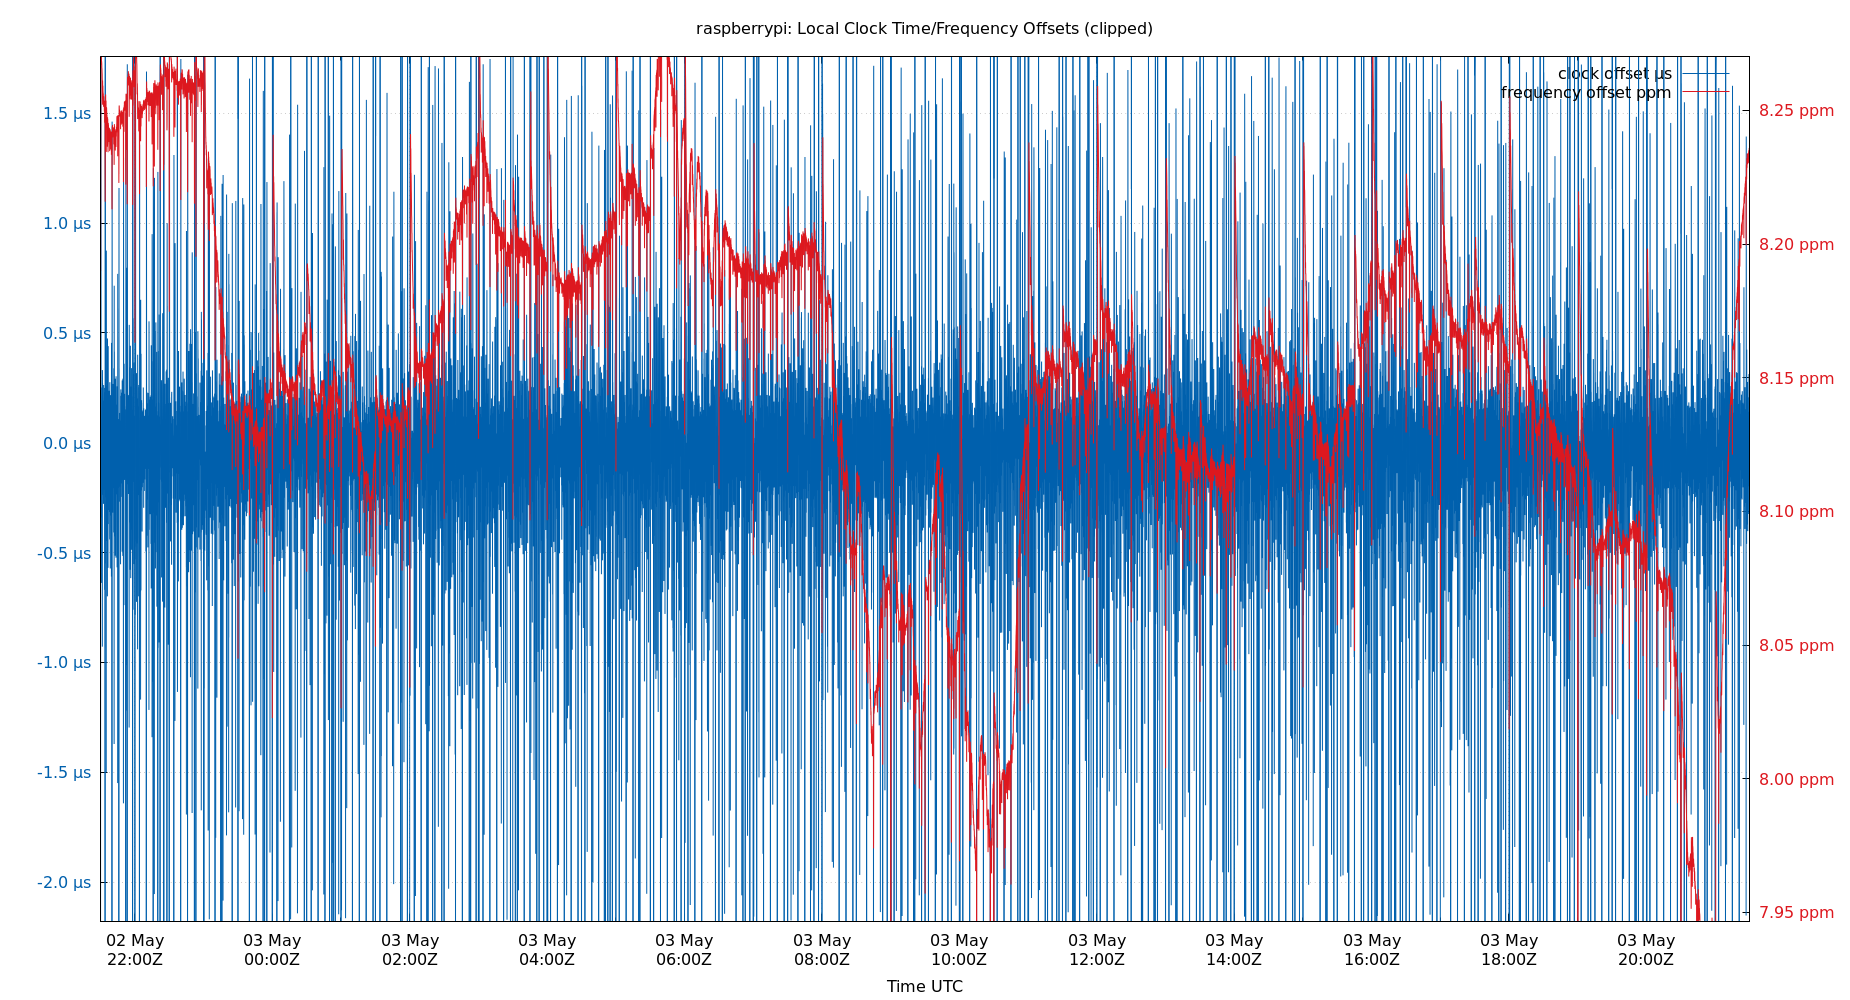 raspberrypi: Local Clock Time/Frequency Offsets (clipped)
clock offset µs
frequency offset ppm
1.5 µs
1.0 µs
0.5 µs
0.0 µs
-0.5 µs
-1.0 µs
-1.5 µs
-2.0 µs
8.25 ppm
8.20 ppm
8.15 ppm
8.10 ppm
8.05 ppm
8.00 ppm
7.95 ppm
02 May 03 May 03 May 03 May 03 May 03 May 03 May 03 May 03 May 03 May 03 May 03 May
22:00Z 00:00Z 02:00Z 04:00Z 06:00Z 08:00Z 10:00Z 12:00Z 14:00Z 16:00Z 18:00Z 20:00Z
Time UTC